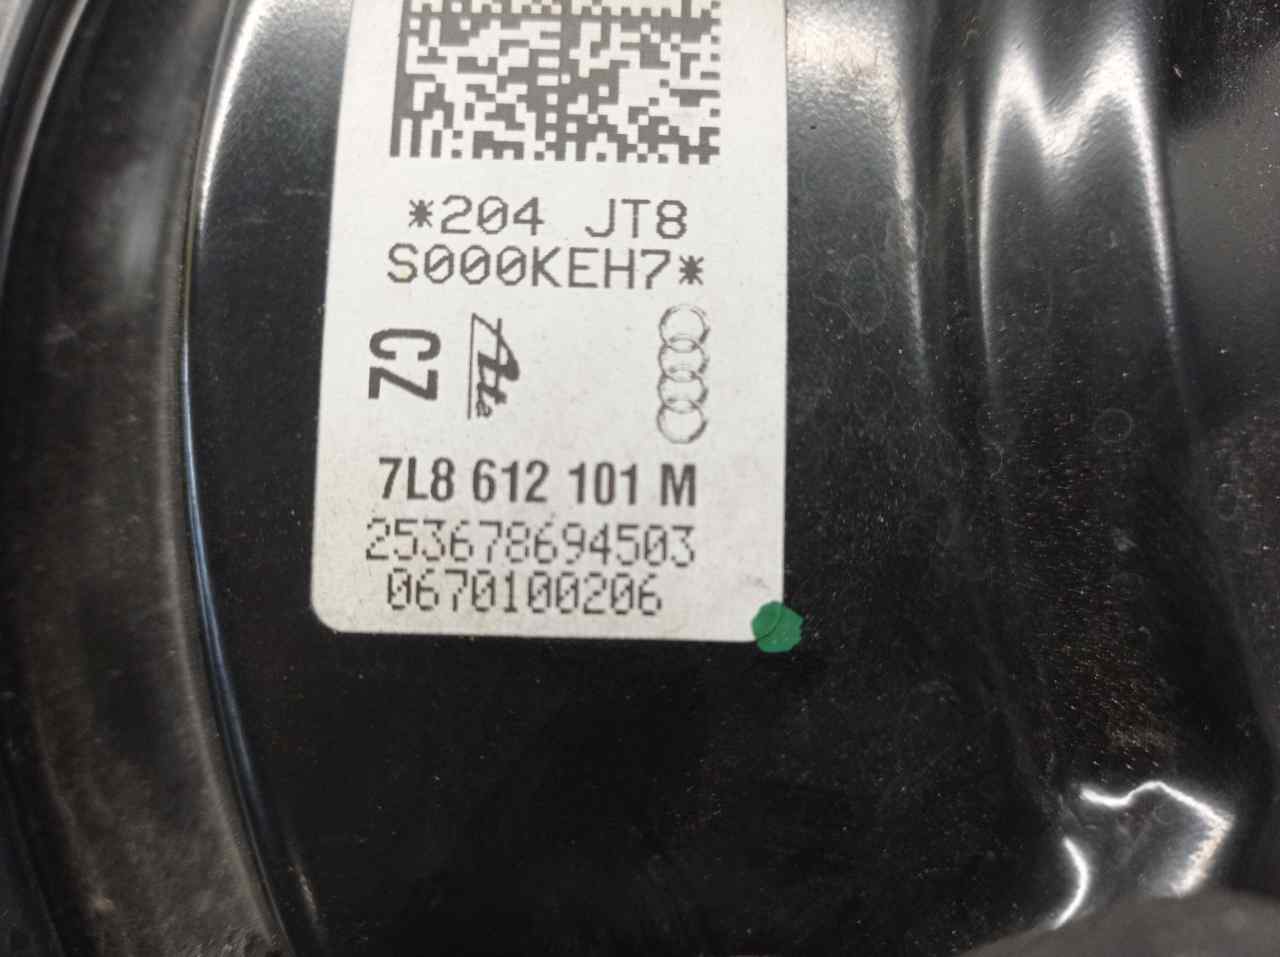 *204 JT8
S000KEH7*
CZ
Ate
7L8 612 101 M
253678694503
0670100206